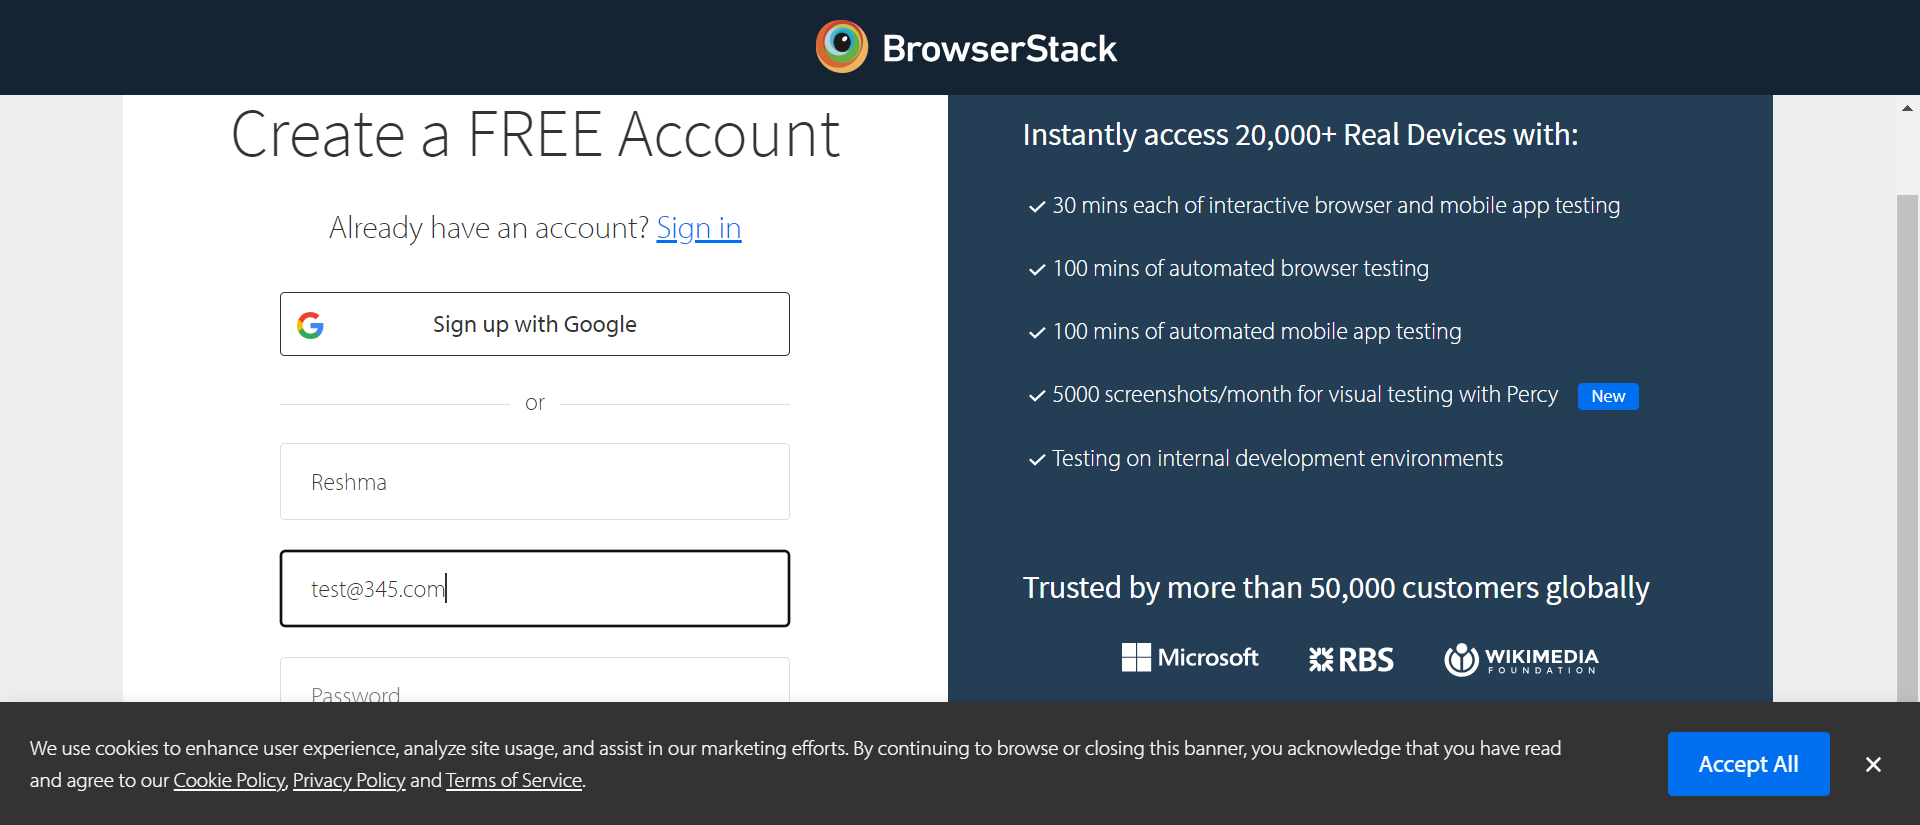 BrowserStack
Create a FREE Account
Already have an account? Sign in
Sign up with Google
or
Reshma
test@345.com
Password
Instantly access 20,000+ Real Devices with:
30 mins each of interactive browser and mobile app testing
100 mins of automated browser testing
100 mins of automated mobile app testing
5000 screenshots/month for visual testing with Percy New
Testing on internal development environments
Trusted by more than 50,000 customers globally
Microsoft RBS WIKIMEDIA
FOUNDATION
We use cookies to enhance user experience, analyze site usage, and assist in our marketing efforts. By continuing to browse or closing this banner, you acknowledge that you have read
and agree to our Cookie Policy, Privacy Policy and Terms of Service.
Accept All